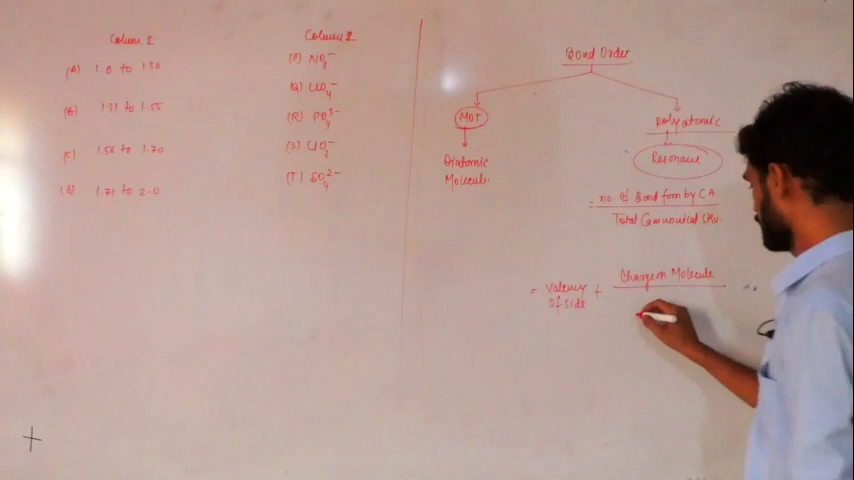 Column I
Column 2
(A) 1.0 to 1.30
(P) NO3-
(B) 1.31 to 1.55
(Q) ClO4-
(C) 1.56 to 1.70
(R) PO4 3-
(D) 1.71 to 2.0
(S) ClO3-
(T) SO4 2-
Bond Order
MOT
Diatomic
Molecule.
Polyatomic
Resonance
= no. of Bond form by CA
Total Canonical Stru.
= Valency of side + Charge on Molecule
+